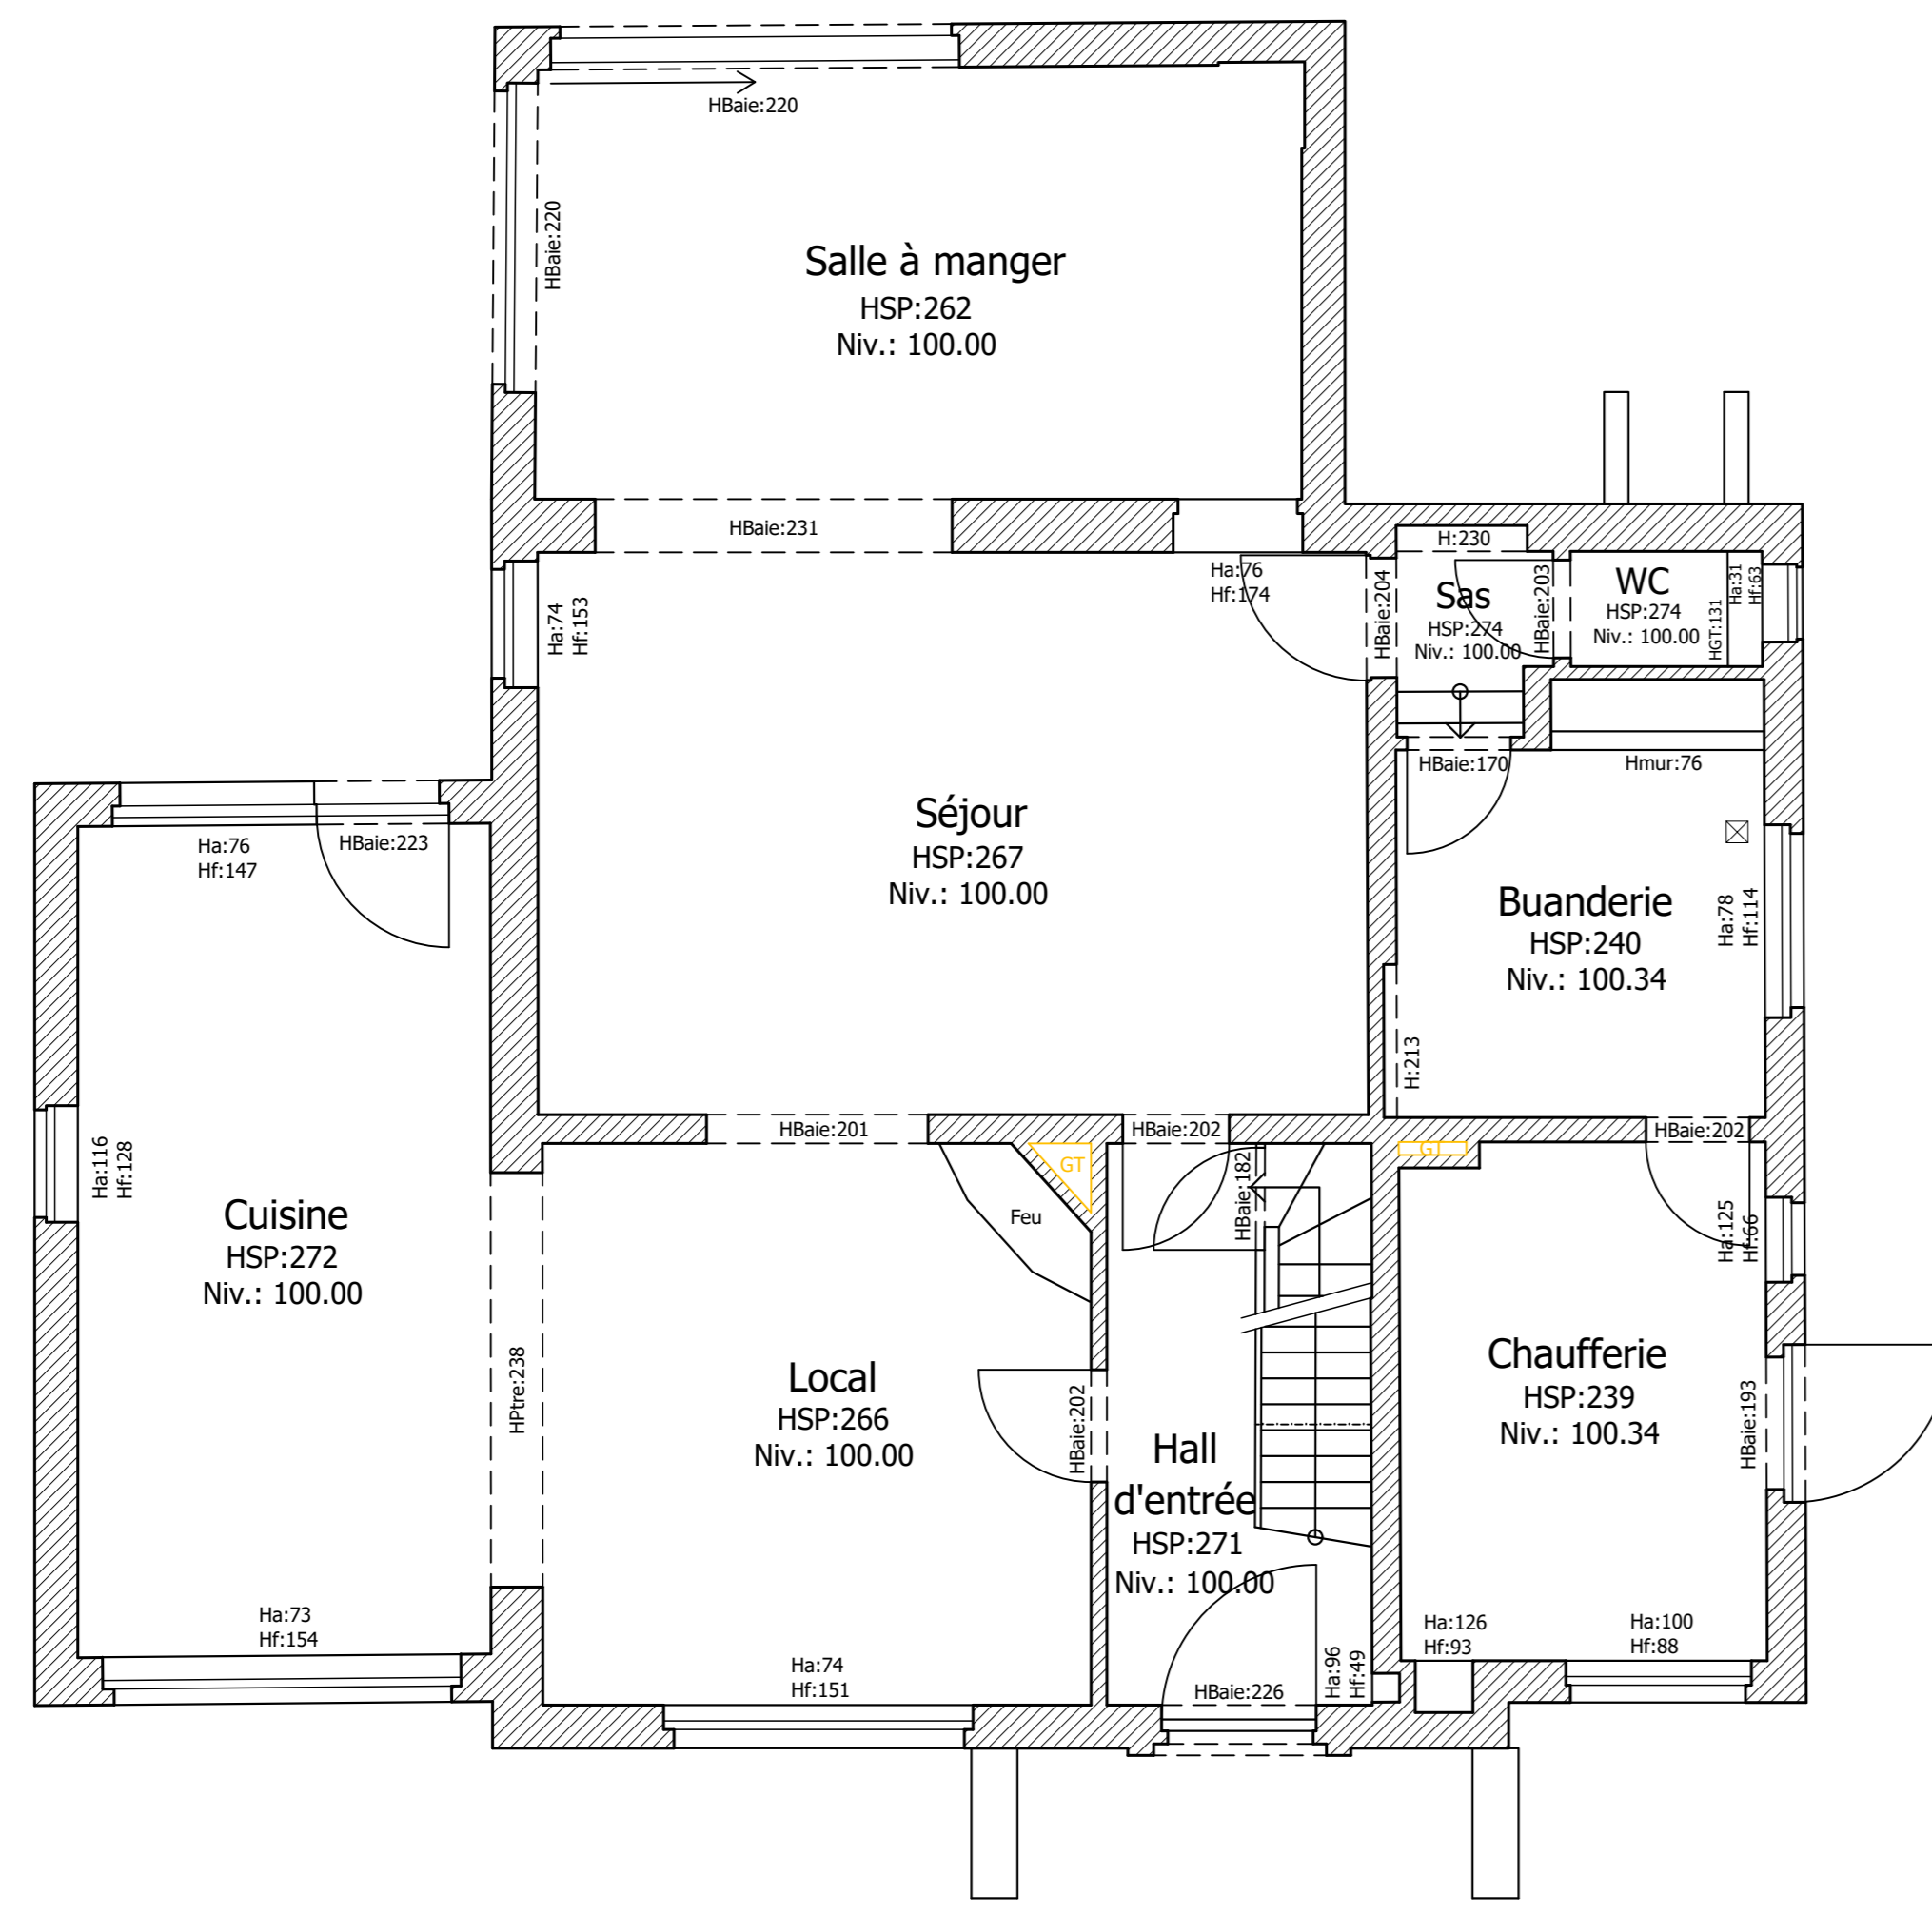 HBaie:220
HBaie:220
Salle à manger
HSP:262
Niv.: 100.00
HBaie:231
H:230
Ha:76
Hf:174
Ha:74
Hf:153
HBaie:204
Sas
HSP:274
Niv.: 100.00
HBaie:203
WC
HSP:274
Niv.: 100.00
HGT:131
Ha:31
Hf:63
HBaie:170
Hmur:76
Ha:76
Hf:147
HBaie:223
Séjour
HSP:267
Niv.: 100.00
Buanderie
HSP:240
Niv.: 100.34
Ha:78
Hf:114
H:213
HBaie:201
HBaie:202
HBaie:202
GT
GT
HBaie:182
Feu
Ha:116
Hf:128
Cuisine
HSP:272
Niv.: 100.00
Ha:125
Hf:66
HPtre:238
Local
HSP:266
Niv.: 100.00
HBaie:202
Hall
d'entrée
HSP:271
Niv.: 100.00
Chaufferie
HSP:239
Niv.: 100.34
HBaie:193
Ha:73
Hf:154
Ha:74
Hf:151
HBaie:226
Ha:96
Hf:49
Ha:126
Hf:93
Ha:100
Hf:88